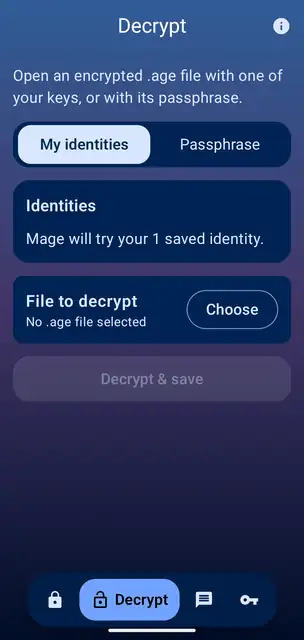 Decrypt
Open an encrypted .age file with one of
your keys, or with its passphrase.
My identities
Passphrase
Identities
Mage will try your 1 saved identity.
File to decrypt
No .age file selected
Choose
Decrypt & save
Decrypt